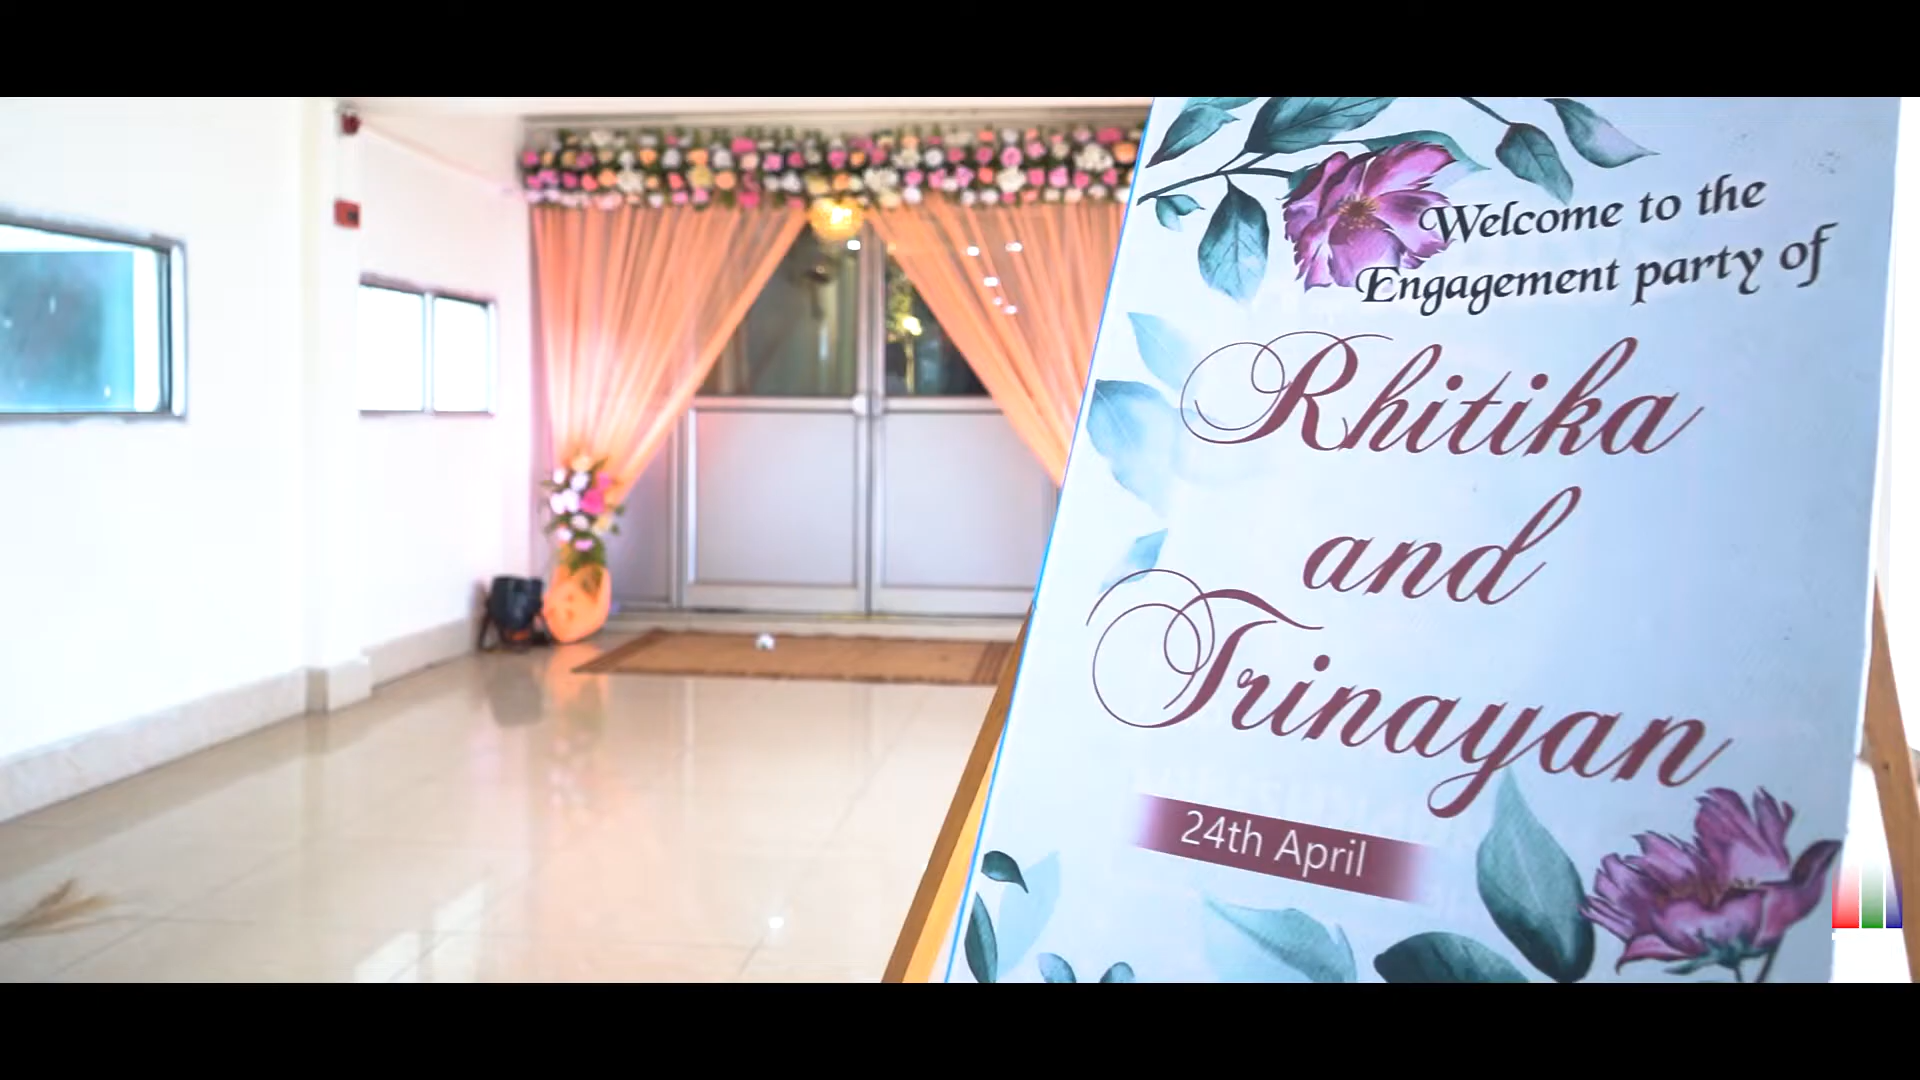 Welcome to the
Engagement party of
Rhitika
and
Trinayan
24th April